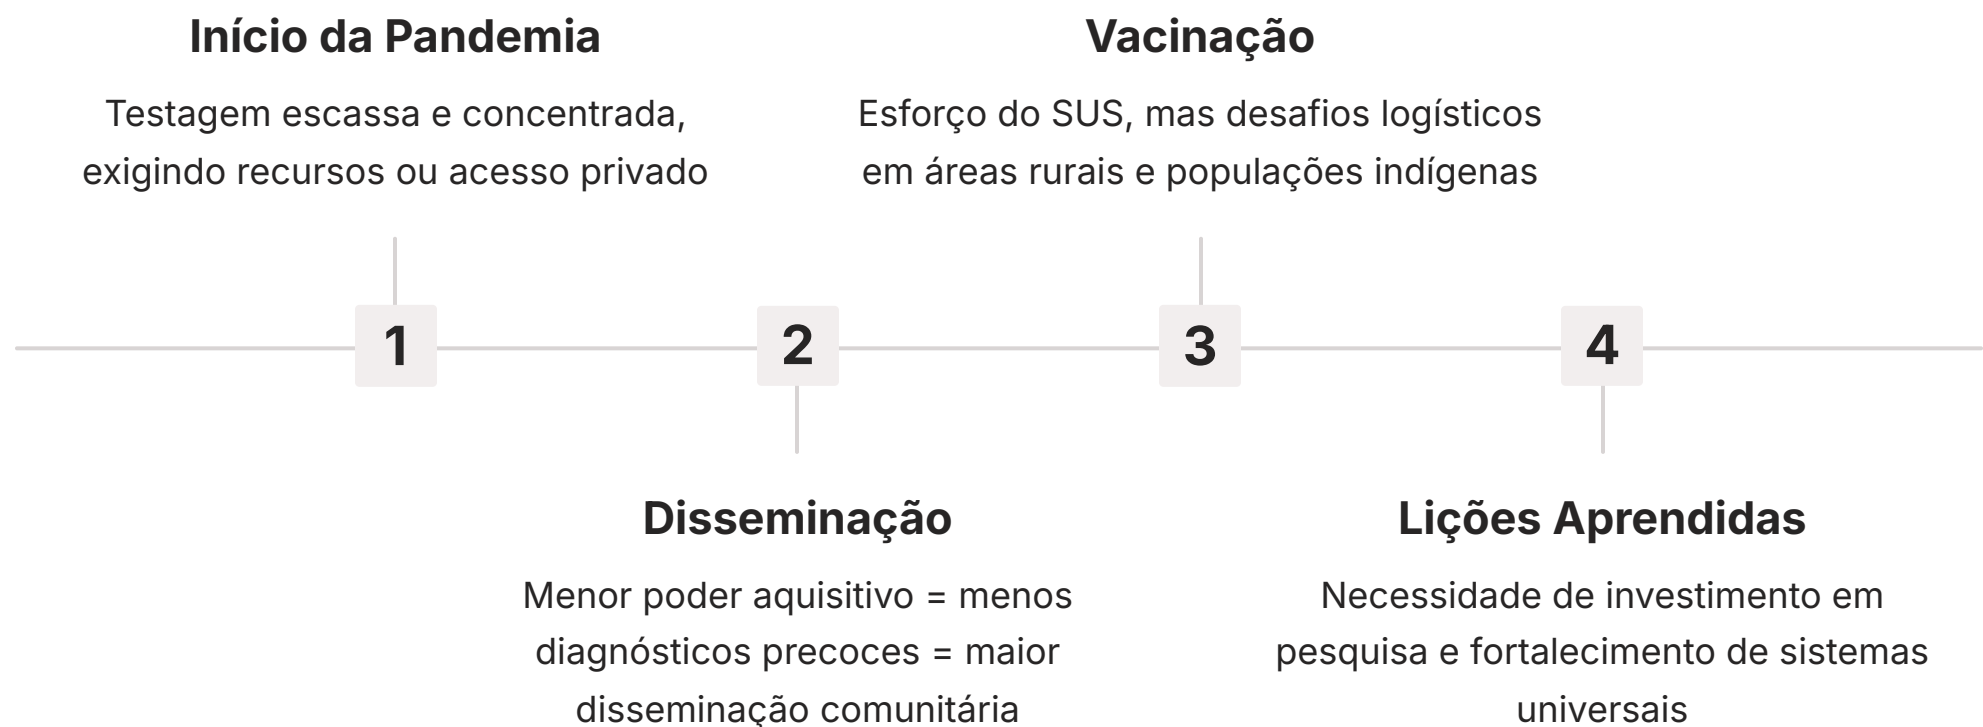 Início da Pandemia
Testagem escassa e concentrada,
exigindo recursos ou acesso privado
Vacinação
Esforço do SUS, mas desafios logísticos
em áreas rurais e populações indígenas
1
2
3
4
Disseminação
Menor poder aquisitivo = menos
diagnósticos precoces = maior
disseminação comunitária
Lições Aprendidas
Necessidade de investimento em
pesquisa e fortalecimento de sistemas
universais